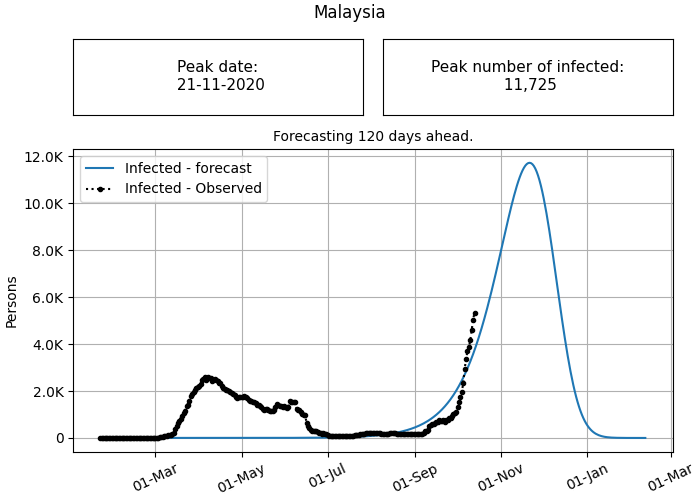 Malaysia
Peak date:
21-11-2020
Peak number of infected:
11,725
Forecasting 120 days ahead.
12.0K
Infected - forecast
Infected - Observed
10.0K
8.0K
6.0K
4.0K
2.0K
0
Persons
01-Mar
01-May
01-Jul
01-Sep
01-Nov
01-Jan
01-Mar